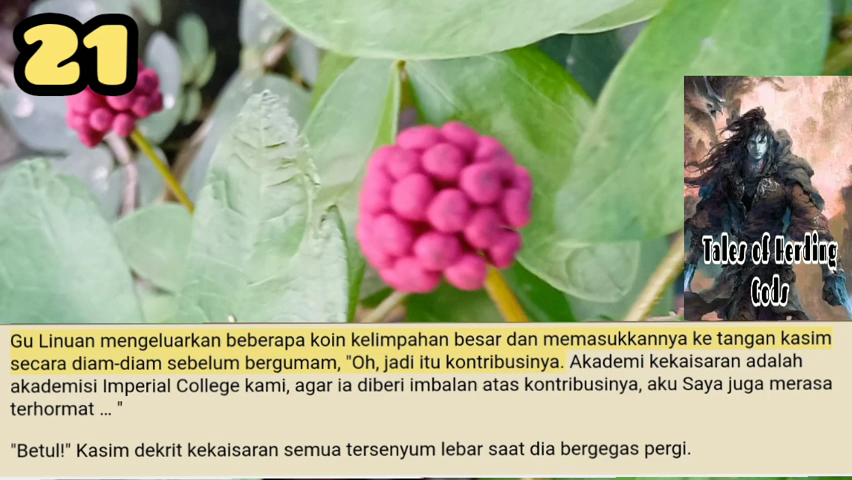 21
Tales of Herding
Gods
Gu Linuan mengeluarkan beberapa koin kelimpahan besar dan memasukkannya ke tangan kasim
secara diam-diam sebelum bergumam, "Oh, jadi itu kontribusinya. Akademi kekaisaran adalah
akademisi Imperial College kami, agar ia diberi imbalan atas kontribusinya, aku Saya juga merasa
terhormat ... "
"Betul!" Kasim dekrit kekaisaran semua tersenyum lebar saat dia bergegas pergi.